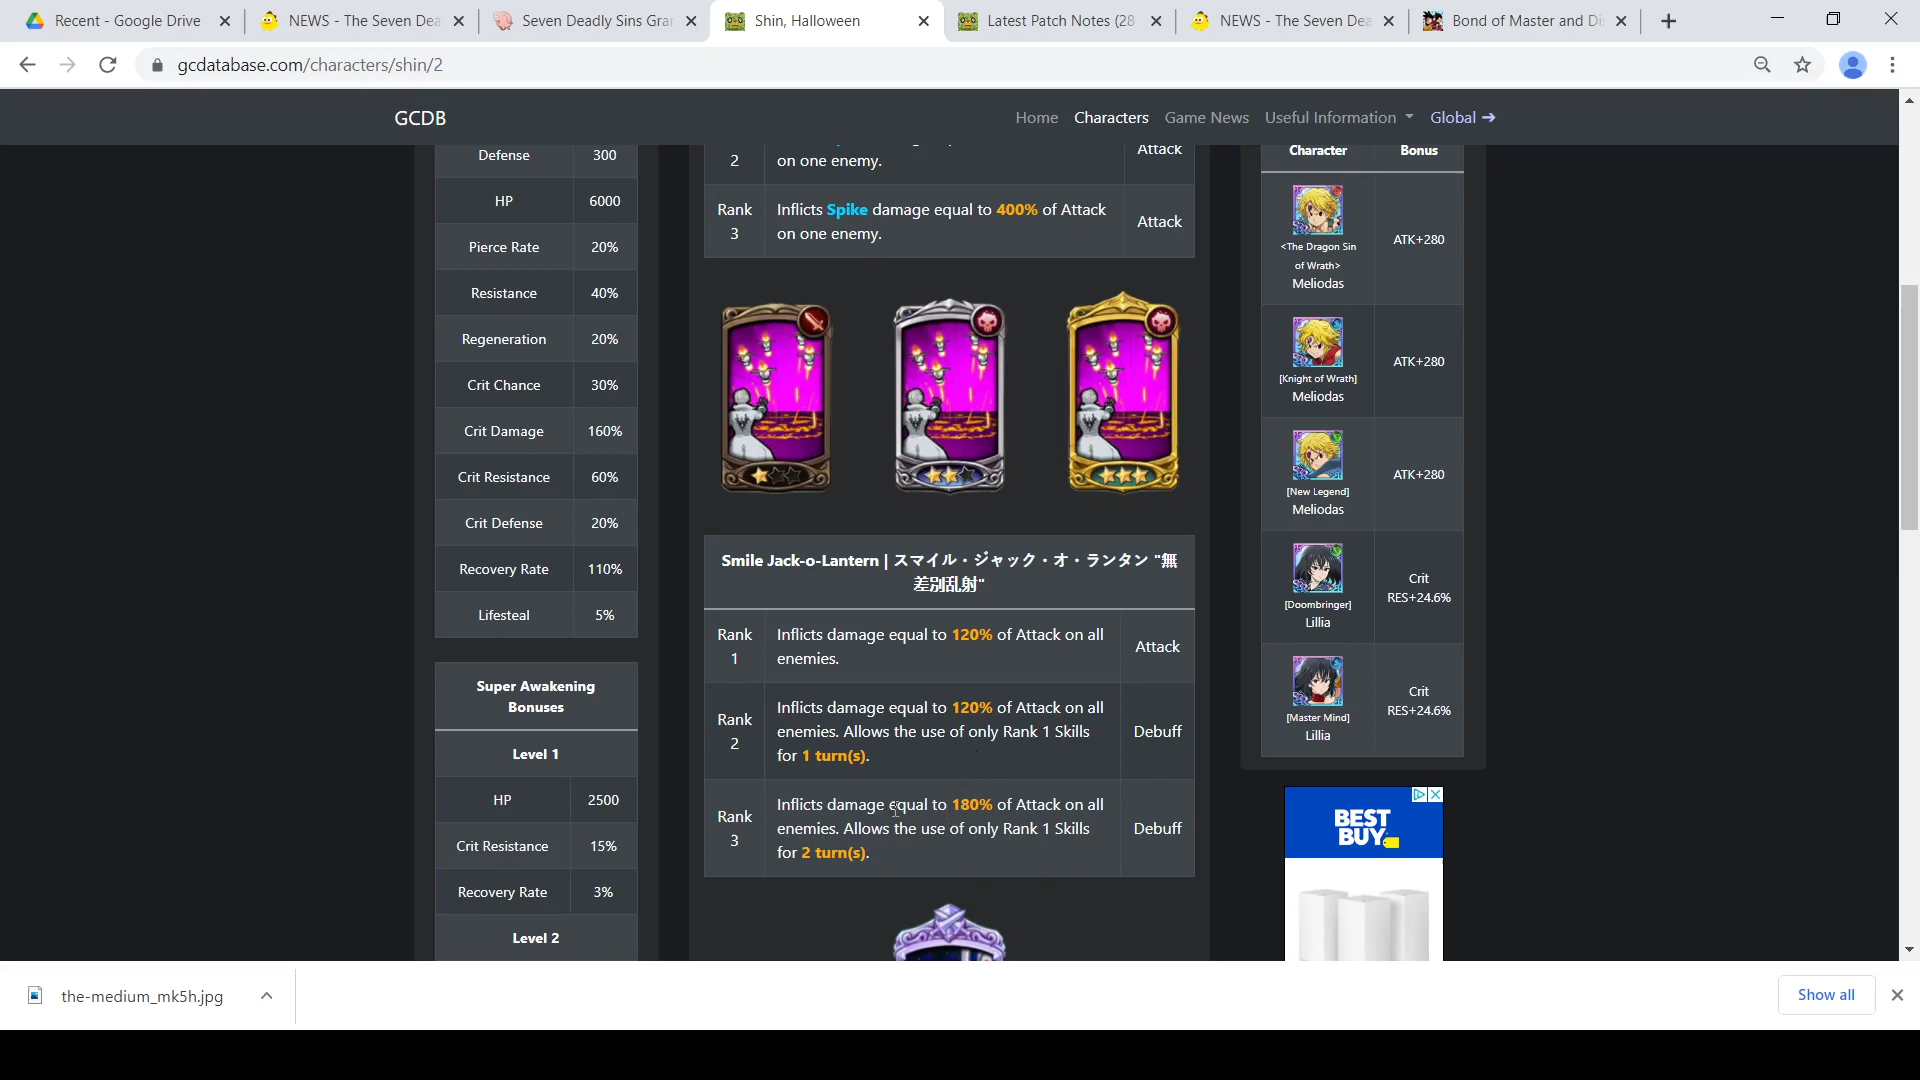 Recent - Google Drive
NEWS - The Seven Dea
Seven Deadly Sins Gra
Shin, Halloween
Latest Patch Notes (28
NEWS - The Seven Dea
Bond of Master and Di
gcdatabase.com/characters/shin/2
GCDB
Home Characters Game News Useful Information Global
Defense 300
HP 6000
Pierce Rate 20%
Resistance 40%
Regeneration 20%
Crit Chance 30%
Crit Damage 160%
Crit Resistance 60%
Crit Defense 20%
Recovery Rate 110%
Lifesteal 5%
Super Awakening
Bonuses
Level 1
HP 2500
Crit Resistance 15%
Recovery Rate 3%
Level 2
2
on one enemy.
Attack
Rank
3
Inflicts Spike damage equal to 400% of Attack
on one enemy.
Attack
Smile Jack-o-Lantern | スマイル・ジャック・オ・ランタン "無
差別乱射"
Rank
1
Inflicts damage equal to 120% of Attack on all
enemies.
Attack
Rank
2
Inflicts damage equal to 120% of Attack on all
enemies. Allows the use of only Rank 1 Skills
for 1 turn(s).
Debuff
Rank
3
Inflicts damage equal to 180% of Attack on all
enemies. Allows the use of only Rank 1 Skills
for 2 turn(s).
Debuff
Character Bonus
<The Dragon Sin
of Wrath>
Meliodas
ATK+280
[Knight of Wrath]
Meliodas
ATK+280
[New Legend]
Meliodas
ATK+280
[Doombringer]
Lillia
Crit
RES+24.6%
[Master Mind]
Lillia
Crit
RES+24.6%
BEST
BUY
the-medium_mk5h.jpg
Show all